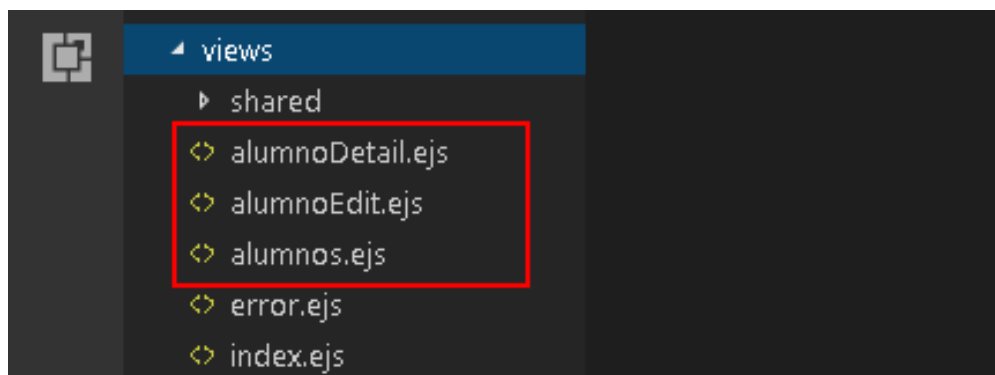 views
shared
alumnoDetail.ejs
alumnoEdit.ejs
alumnos.ejs
error.ejs
index.ejs